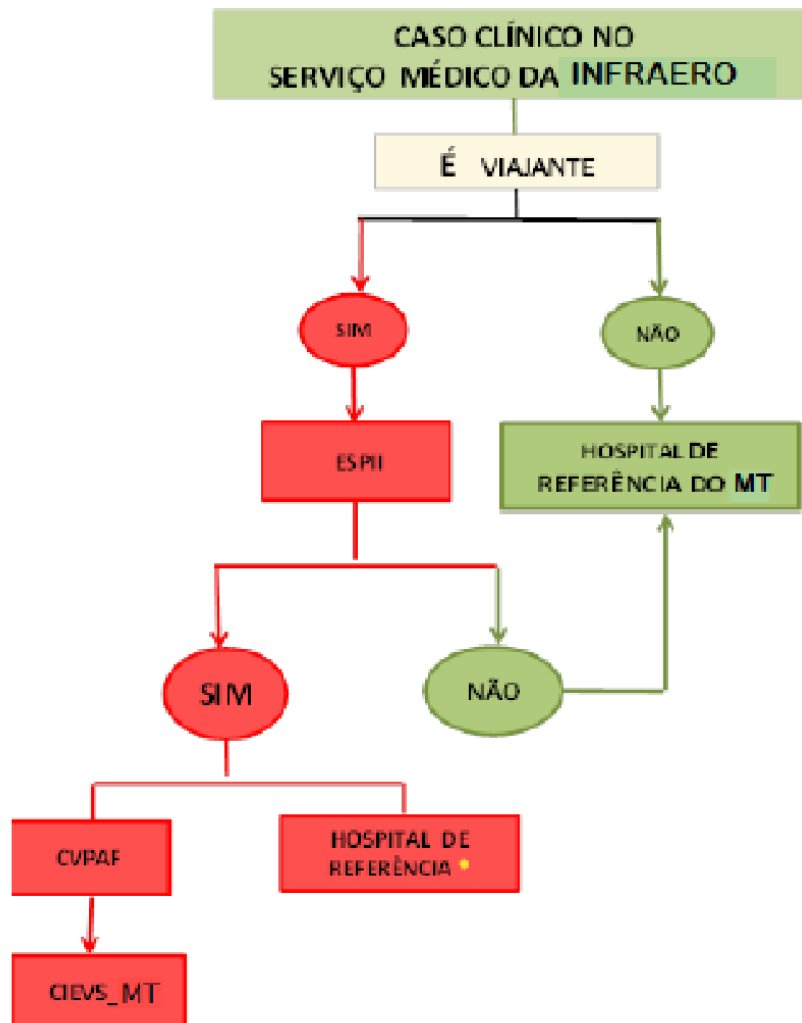 CASO CLÍNICO NO
SERVIÇO MÉDICO DA INFRAERO
É VIAJANTE
SIM
NÃO
ESPII
HOSPITAL DE
REFERÊNCIA DO MT
SIM
NÃO
CVPAF
HOSPITAL DE
REFERÊNCIA *
CIEVS_MT